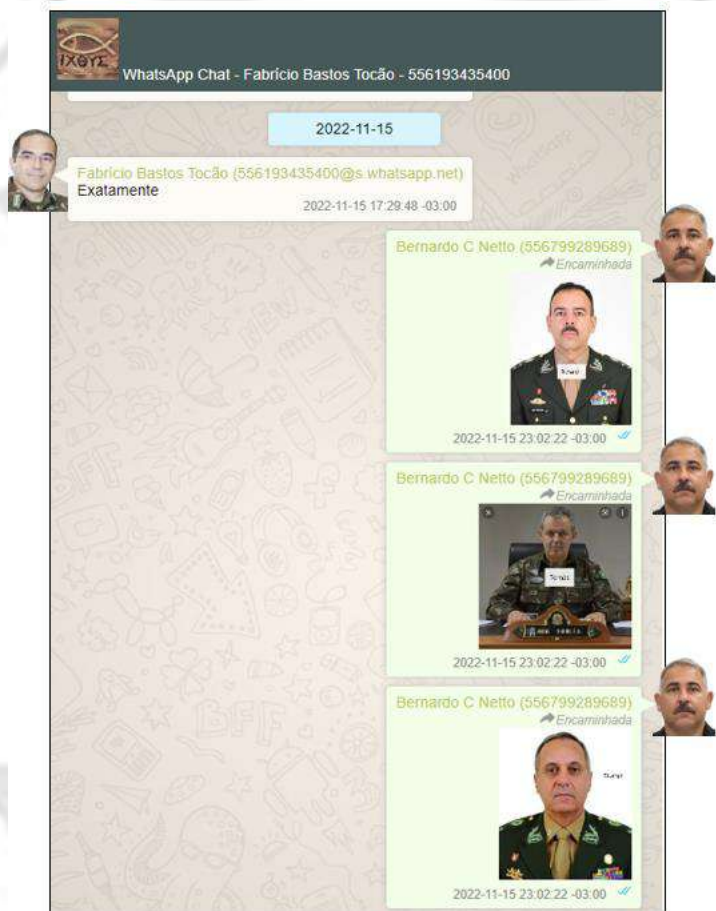 ΙΧΘΥΣ
WhatsApp Chat - Fabrício Bastos Tocão - 556193435400
2022-11-15
Fabrício Bastos Tocão (556193435400@s.whatsapp.net)
Exatamente
2022-11-15 17:29:48 -03:00
Bernardo C Netto (556799289689)
Encaminhada
2022-11-15 23:02:22 -03:00
Bernardo C Netto (556799289689)
Encaminhada
Tomás
2022-11-15 23:02:22 -03:00
Bernardo C Netto (556799289689)
Encaminhada
2022-11-15 23:02:22 -03:00